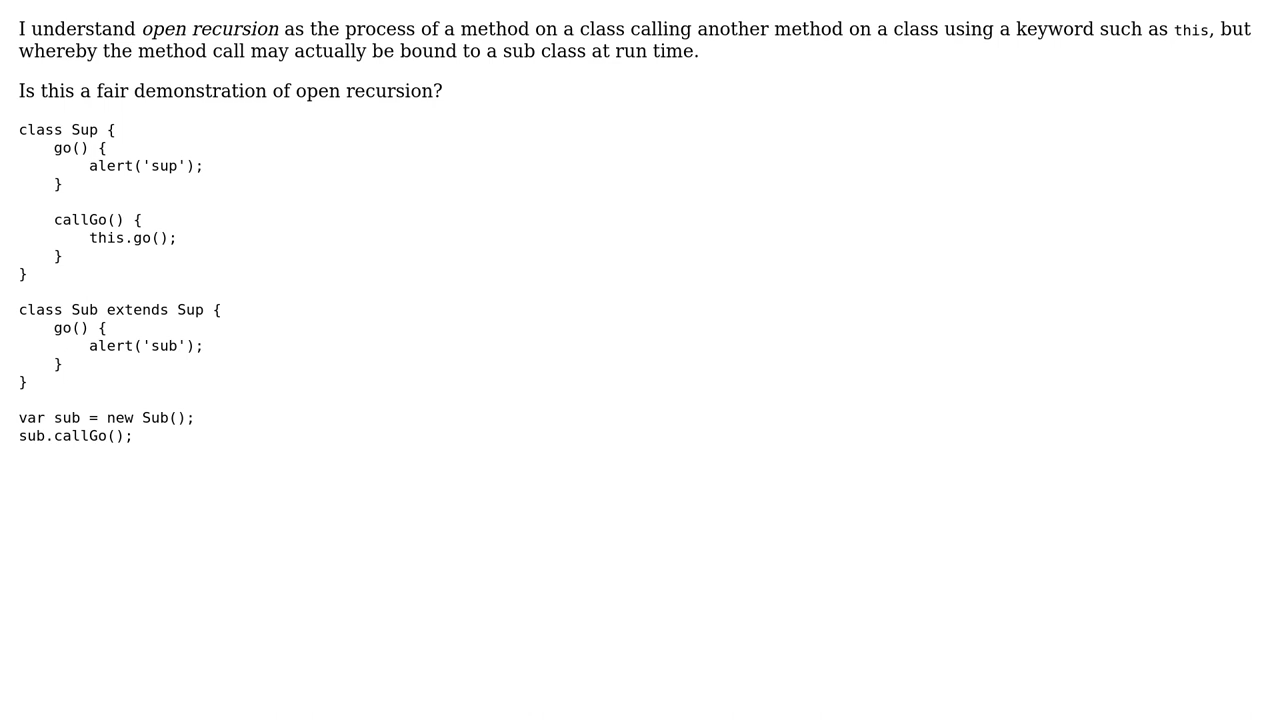 I understand open recursion as the process of a method on a class calling another method on a class using a keyword such as this, but
whereby the method call may actually be bound to a sub class at run time.
Is this a fair demonstration of open recursion?
class Sup {
    go() {
        alert('sup');
    }

    callGo() {
        this.go();
    }
}

class Sub extends Sup {
    go() {
        alert('sub');
    }
}

var sub = new Sub();
sub.callGo();